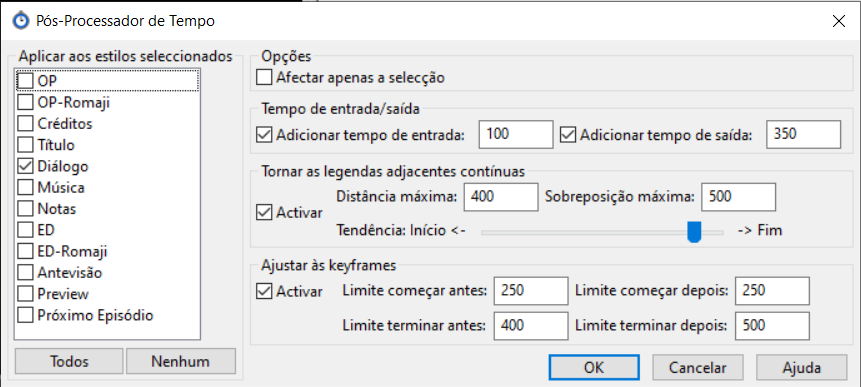 Pós-Processador de Tempo
Aplicar aos estilos seleccionados
OP
OP-Romaji
Créditos
Título
Diálogo
Música
Notas
ED
ED-Romaji
Antevisão
Preview
Próximo Episódio
Todos Nenhum
Opções
Afectar apenas a selecção
Tempo de entrada/saída
Adicionar tempo de entrada: 100 Adicionar tempo de saída: 350
Tornar as legendas adjacentes contínuas
Activar Distância máxima: 400 Sobreposição máxima: 500
Tendência: Início <- -> Fim
Ajustar às keyframes
Activar Limite começar antes: 250 Limite começar depois: 250
Limite terminar antes: 400 Limite terminar depois: 500
OK Cancelar Ajuda